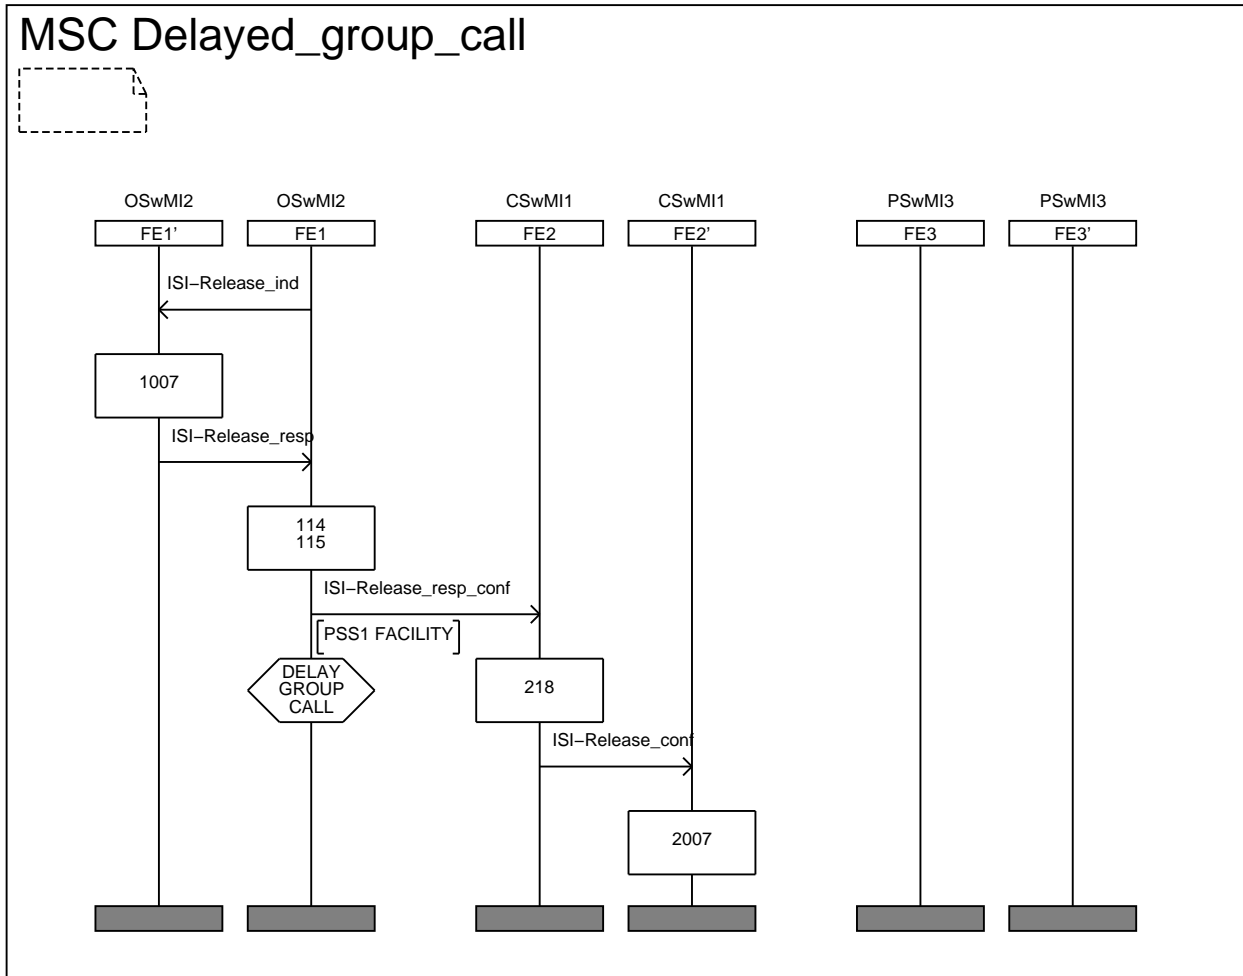 MSC Delayed_group_call
OSwMI2 OSwMI2 CSwMI1 CSwMI1 PSwMI3 PSwMI3
FE1' FE1 FE2 FE2' FE3 FE3'
ISI−Release_ind
1007
ISI−Release_resp
114
115
ISI−Release_resp_conf
PSS1 FACILITY
DELAY
GROUP
CALL
218
ISI−Release_conf
2007